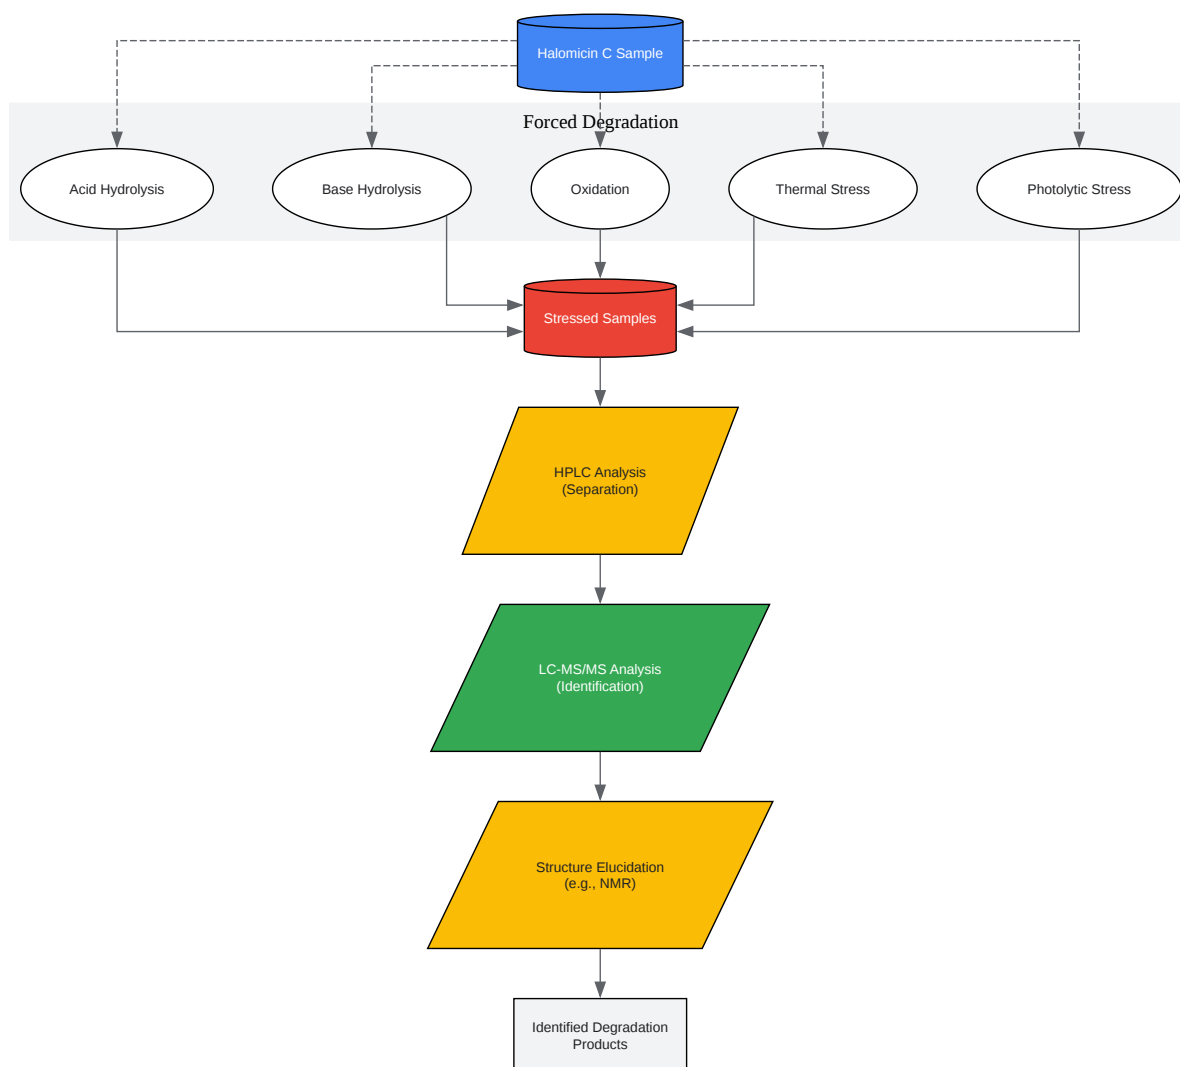 Halomicin C Sample
Forced Degradation
Acid Hydrolysis
Base Hydrolysis
Oxidation
Thermal Stress
Photolytic Stress
Stressed Samples
HPLC Analysis
(Separation)
LC-MS/MS Analysis
(Identification)
Structure Elucidation
(e.g., NMR)
Identified Degradation
Products